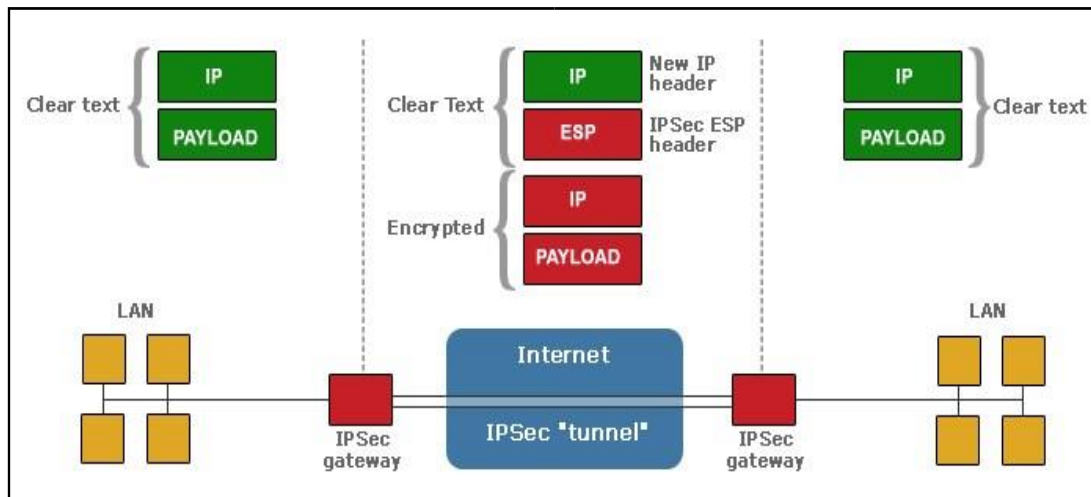 Clear text
IP
PAYLOAD
Clear Text
IP
New IP
header
ESP
IPSec ESP
header
Encrypted
IP
PAYLOAD
IP
PAYLOAD
Clear text
LAN
IPSec
gateway
Internet
IPSec "tunnel"
IPSec
gateway
LAN